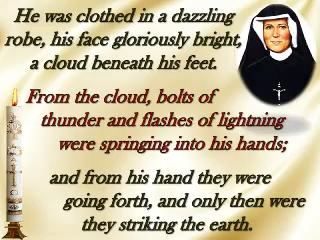 He was clothed in a dazzling
robe, his face gloriously bright,
a cloud beneath his feet.
From the cloud, bolts of
thunder and flashes of lightning
were springing into his hands;
and from his hand they were
going forth, and only then were
they striking the earth.